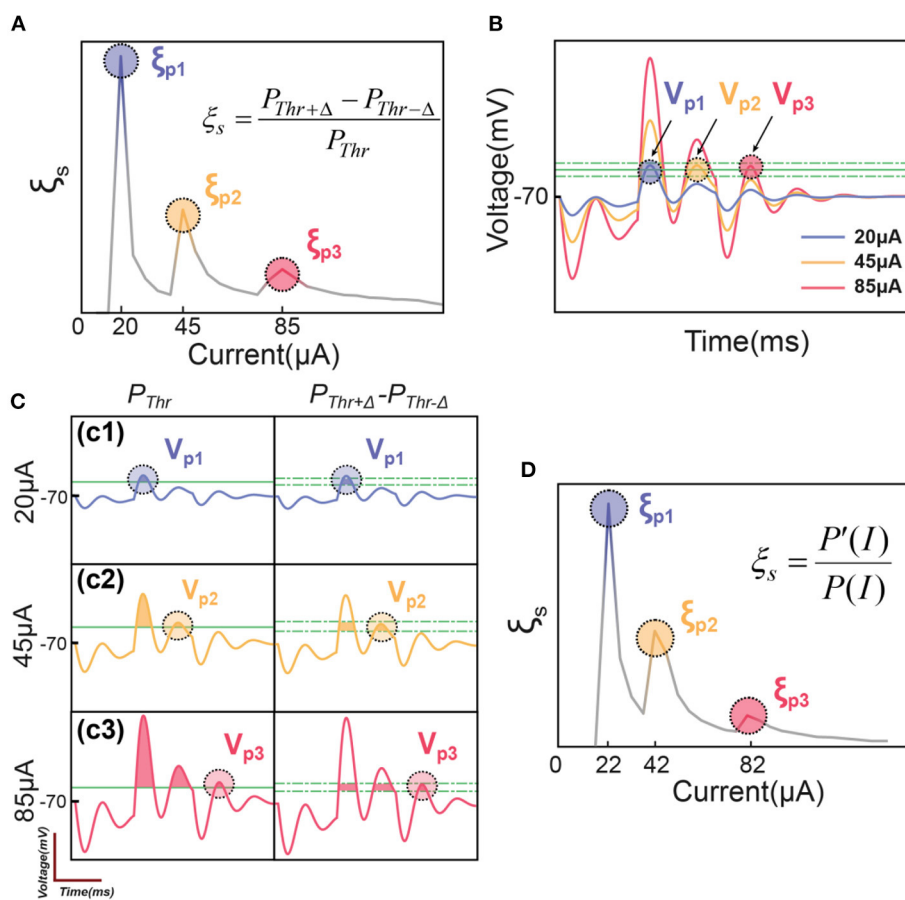 A
ξs
ξp1
ξp2
ξp3
ξs = (PThr+Δ − PThr−Δ) / PThr
0 20 45 85
Current(μA)
B
Voltage(mV)
-70
Vp1 Vp2 Vp3
20μA
45μA
85μA
Time(ms)
C
PThr PThr+Δ-PThr-Δ
(c1)
20μA
-70
Vp1 Vp1
(c2)
45μA
-70
Vp2 Vp2
(c3)
85μA
-70
Vp3 Vp3
Voltage(mV)
Time(ms)
D
ξs
ξp1
ξp2
ξp3
ξs = P'(I) / P(I)
0 22 42 82
Current(μA)